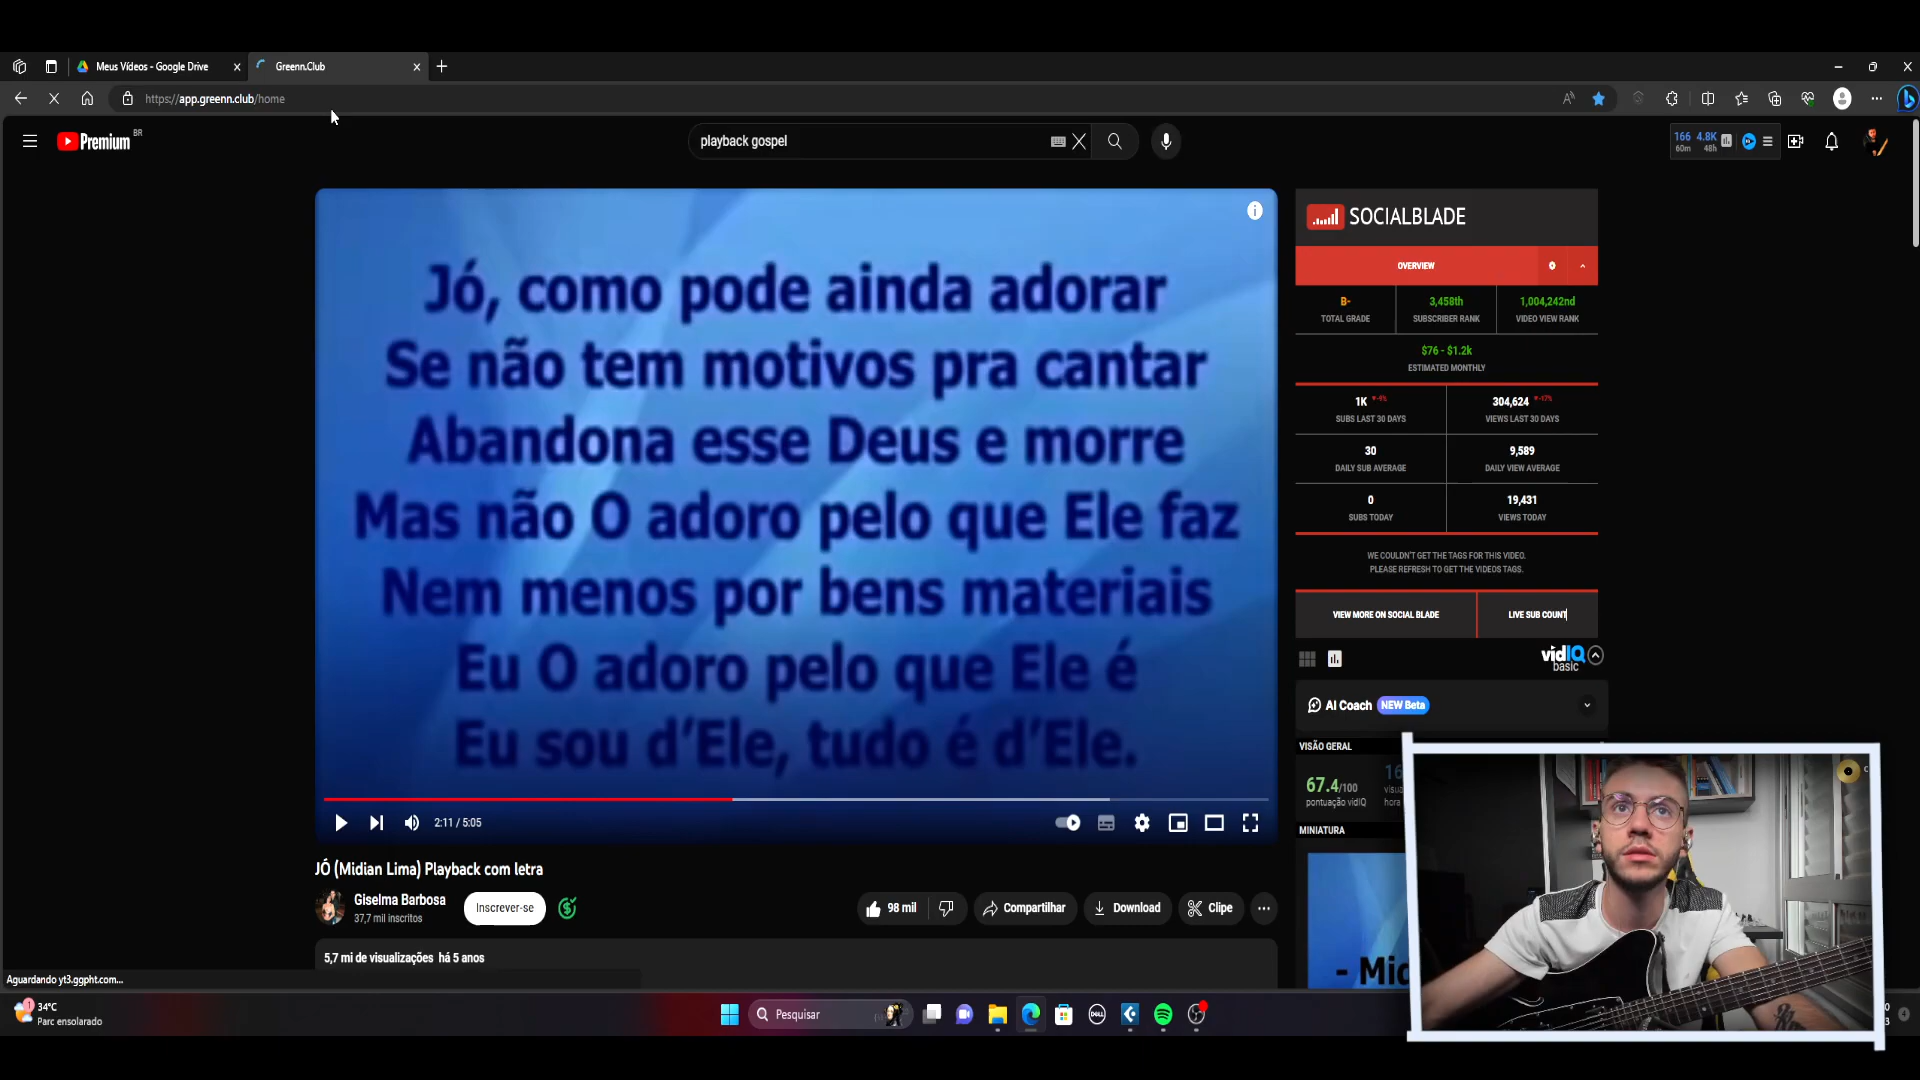 Meus Vídeos - Google Drive
Greenn.Club
https://app.greenn.club/home
Premium BR
playback gospel
166 4.8K
60m 48h
Jó, como pode ainda adorar
Se não tem motivos pra cantar
Abandona esse Deus e morre
Mas não O adoro pelo que Ele faz
Nem menos por bens materiais
Eu O adoro pelo que Ele é
Eu sou d'Ele, tudo é d'Ele.
2:11 / 5:05
JÓ (Midian Lima) Playback com letra
Giselma Barbosa
37,7 mil inscritos
Inscrever-se
98 mil
Compartilhar
Download
Clipe
5,7 mi de visualizações há 5 anos
Aguardando yt3.ggpht.com...
SOCIALBLADE
OVERVIEW
B- 3,458th 1,004,242nd
TOTAL GRADE SUBSCRIBER RANK VIDEO VIEW RANK
$76 - $1.2k
ESTIMATED MONTHLY
1K 304,624
SUBS LAST 30 DAYS VIEWS LAST 30 DAYS
30 9,589
DAILY SUB AVERAGE DAILY VIEW AVERAGE
0 19,431
SUBS TODAY VIEWS TODAY
WE COULDN'T GET THE TAGS FOR THIS VIDEO.
PLEASE REFRESH TO GET THE VIDEOS TAGS.
VIEW MORE ON SOCIAL BLADE LIVE SUB COUNT
vidIQ
basic
AI Coach NEW Beta
VISÃO GERAL
67.4/100
pontuação vidIQ
hora
MINIATURA
- Mid
34°C
Parc ensolarado
Pesquisar
DELL